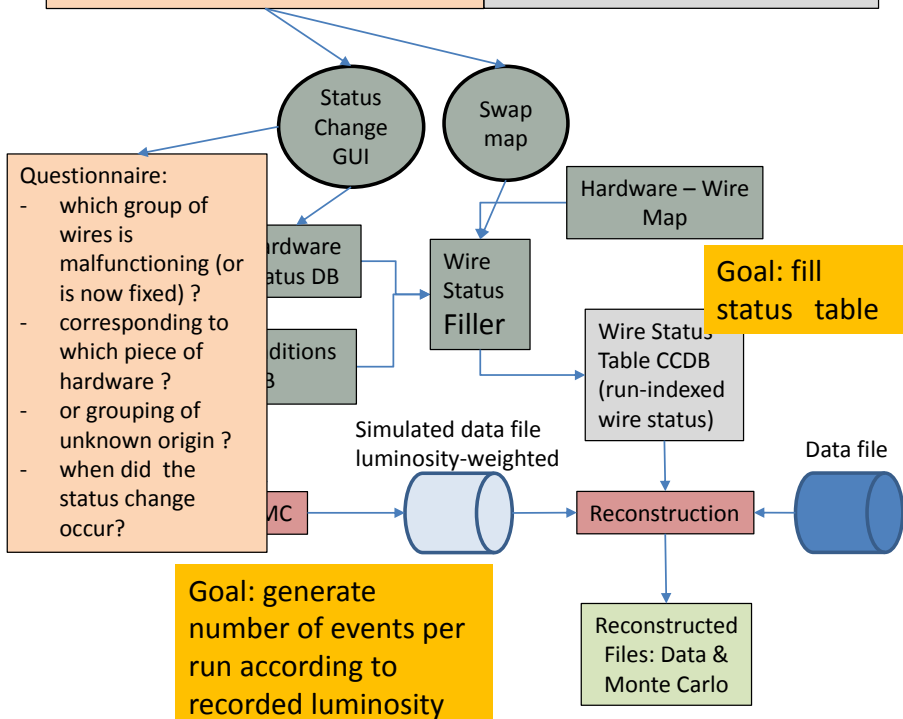 Status
Change
GUI
Swap
map
Questionnaire:
- which group of
wires is
malfunctioning (or
is now fixed) ?
- corresponding to
which piece of
hardware ?
- or grouping of
unknown origin ?
- when did the
status change
occur?
Hardware – Wire
Map
Status DB
Wire
Status
Filler
Goal: fill
status table
Wire Status
Table CCDB
(run-indexed
wire status)
Simulated data file
luminosity-weighted
Data file
MC
Reconstruction
Goal: generate
number of events per
run according to
recorded luminosity
Reconstructed
Files: Data &
Monte Carlo